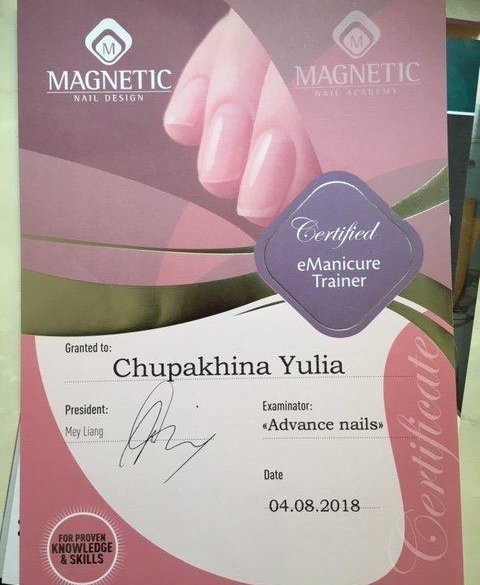 MAGNETIC
NAIL DESIGN
MAGNETIC
NAIL ACADEMY
Certified
eManicure
Trainer
Granted to:
Chupakhina Yulia
President:
Mey Liang
Examinator:
«Advance nails»
Date
04.08.2018
Certificate
FOR PROVEN
KNOWLEDGE
& SKILLS